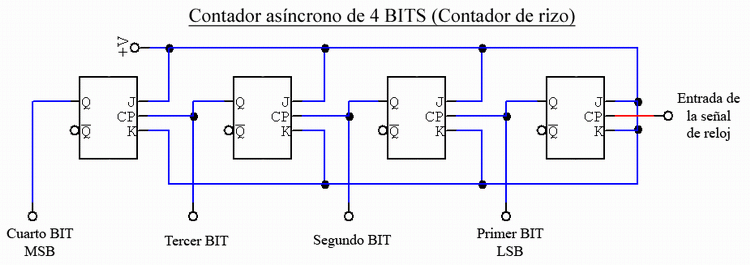 Contador asíncrono de 4 BITS (Contador de rizo)
+V
Q J
CP
Q̅ K
Q J
CP
Q̅ K
Q J
CP
Q̅ K
Q J
CP
Q̅ K
Entrada de
la señal
de reloj
Cuarto BIT
MSB
Tercer BIT
Segundo BIT
Primer BIT
LSB